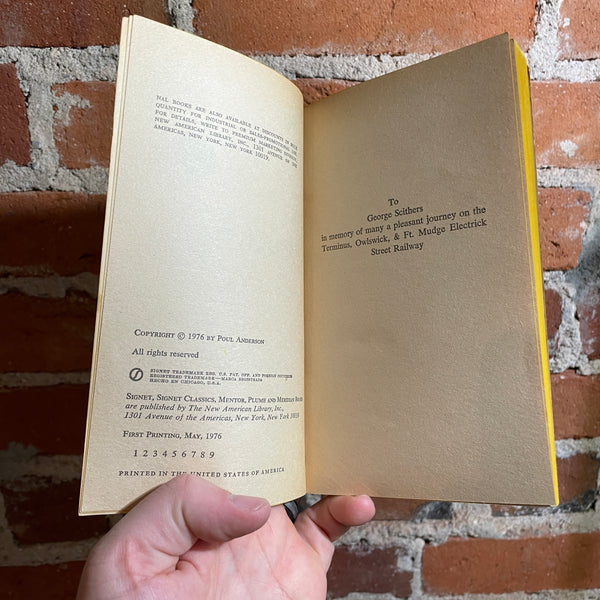 NAL BOOKS ARE ALSO AVAILABLE AT DISCOUNTS IN BULK
QUANTITY FOR INDUSTRIAL OR SALES-PROMOTIONAL USE.
FOR DETAILS, WRITE TO PREMIUM MARKETING DIVISION,
NEW AMERICAN LIBRARY, INC., 1301 AVENUE OF THE
AMERICAS, NEW YORK, NEW YORK 10019.
COPYRIGHT © 1976 BY POUL ANDERSON
All rights reserved
SIGNET TRADEMARK REG. U.S. PAT. OFF. AND FOREIGN COUNTRIES
REGISTERED TRADEMARK—MARCA REGISTRADA
HECHO EN CHICAGO, U.S.A.
SIGNET, SIGNET CLASSICS, MENTOR, PLUME AND MERIDIAN BOOKS
are published by The New American Library, Inc.,
1301 Avenue of the Americas, New York, New York 10019
FIRST PRINTING, MAY, 1976
1 2 3 4 5 6 7 8 9
PRINTED IN THE UNITED STATES OF AMERICA
To
George Scithers
in memory of many a pleasant journey on the
Terminus, Owlswick, & Ft. Mudge Electrick
Street Railway